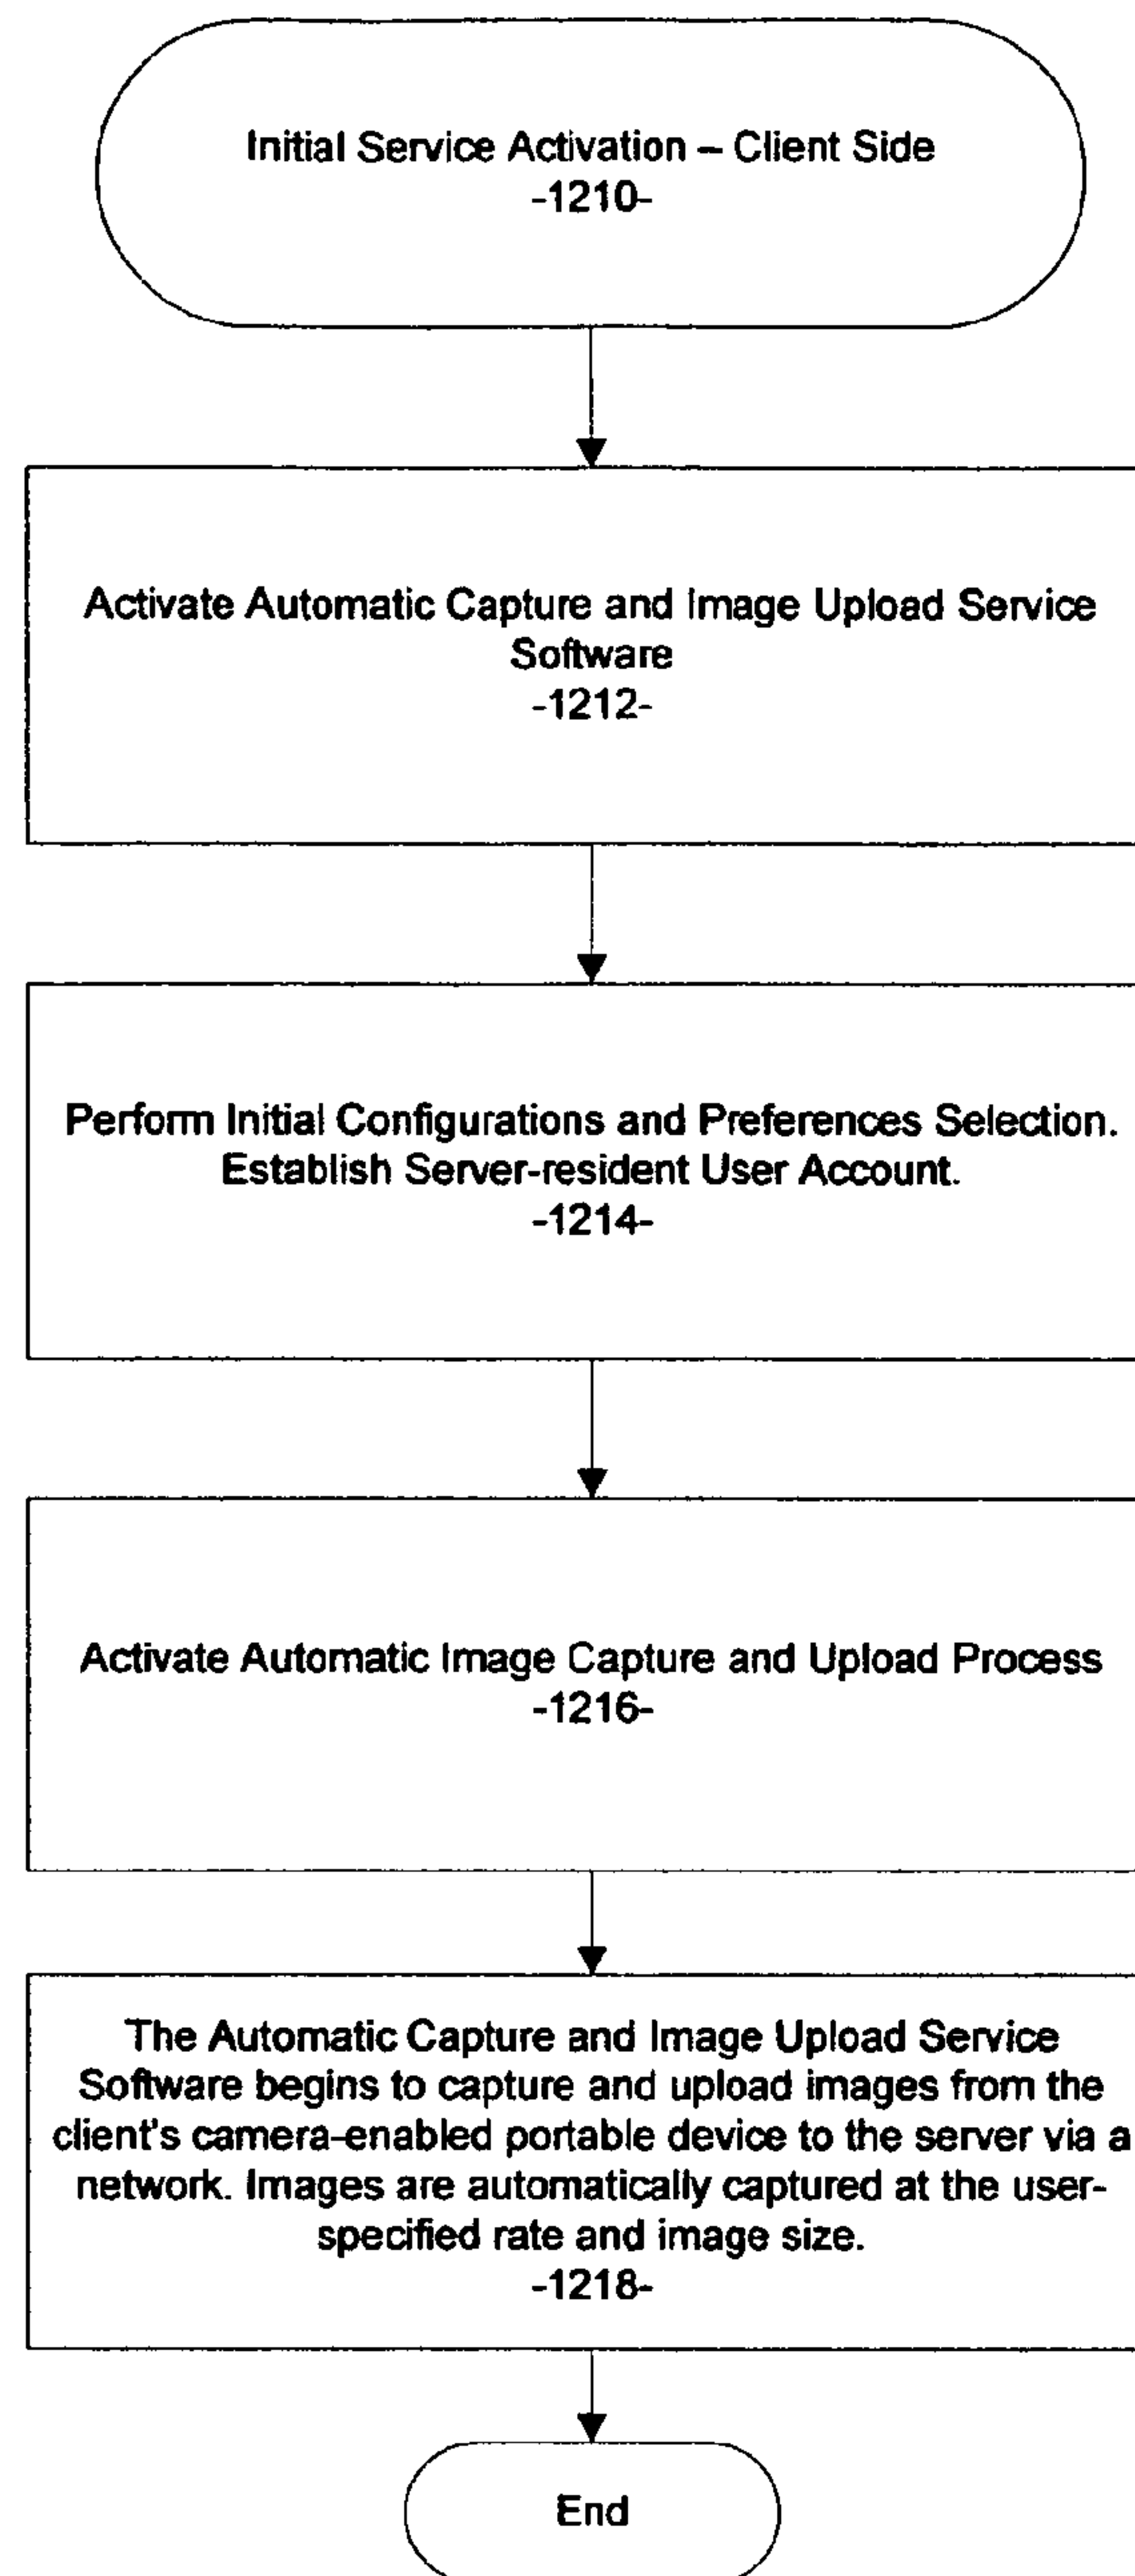 Initial Service Activation – Client Side
-1210-
Activate Automatic Capture and Image Upload Service
Software
-1212-
Perform Initial Configurations and Preferences Selection.
Establish Server-resident User Account.
-1214-
Activate Automatic Image Capture and Upload Process
-1216-
The Automatic Capture and Image Upload Service
Software begins to capture and upload images from the
client's camera-enabled portable device to the server via a
network. Images are automatically captured at the user-
specified rate and image size.
-1218-
End